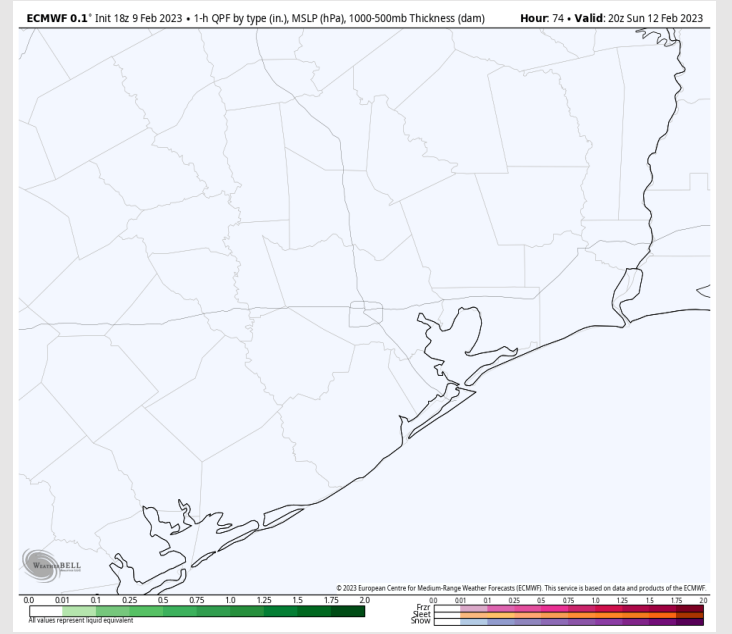 ECMWF 0.1° Init 18z 9 Feb 2023 • 1-h QPF by type (in.), MSLP (hPa), 1000-500mb Thickness (dam) Hour: 74 • Valid: 20z Sun 12 Feb 2023
WeatherBELL
© 2023 European Centre for Medium-Range Weather Forecasts (ECMWF). This service is based on data and products of the ECMWF.
0.0 0.01 0.1 0.25 0.5 0.75 1.0 1.25 1.5 1.75 2.0
All values represent liquid equivalent
0.0 0.01 0.1 0.25 0.5 0.75 1.0 1.25 1.5 1.75 2.0
Frzr
Sleet
Snow